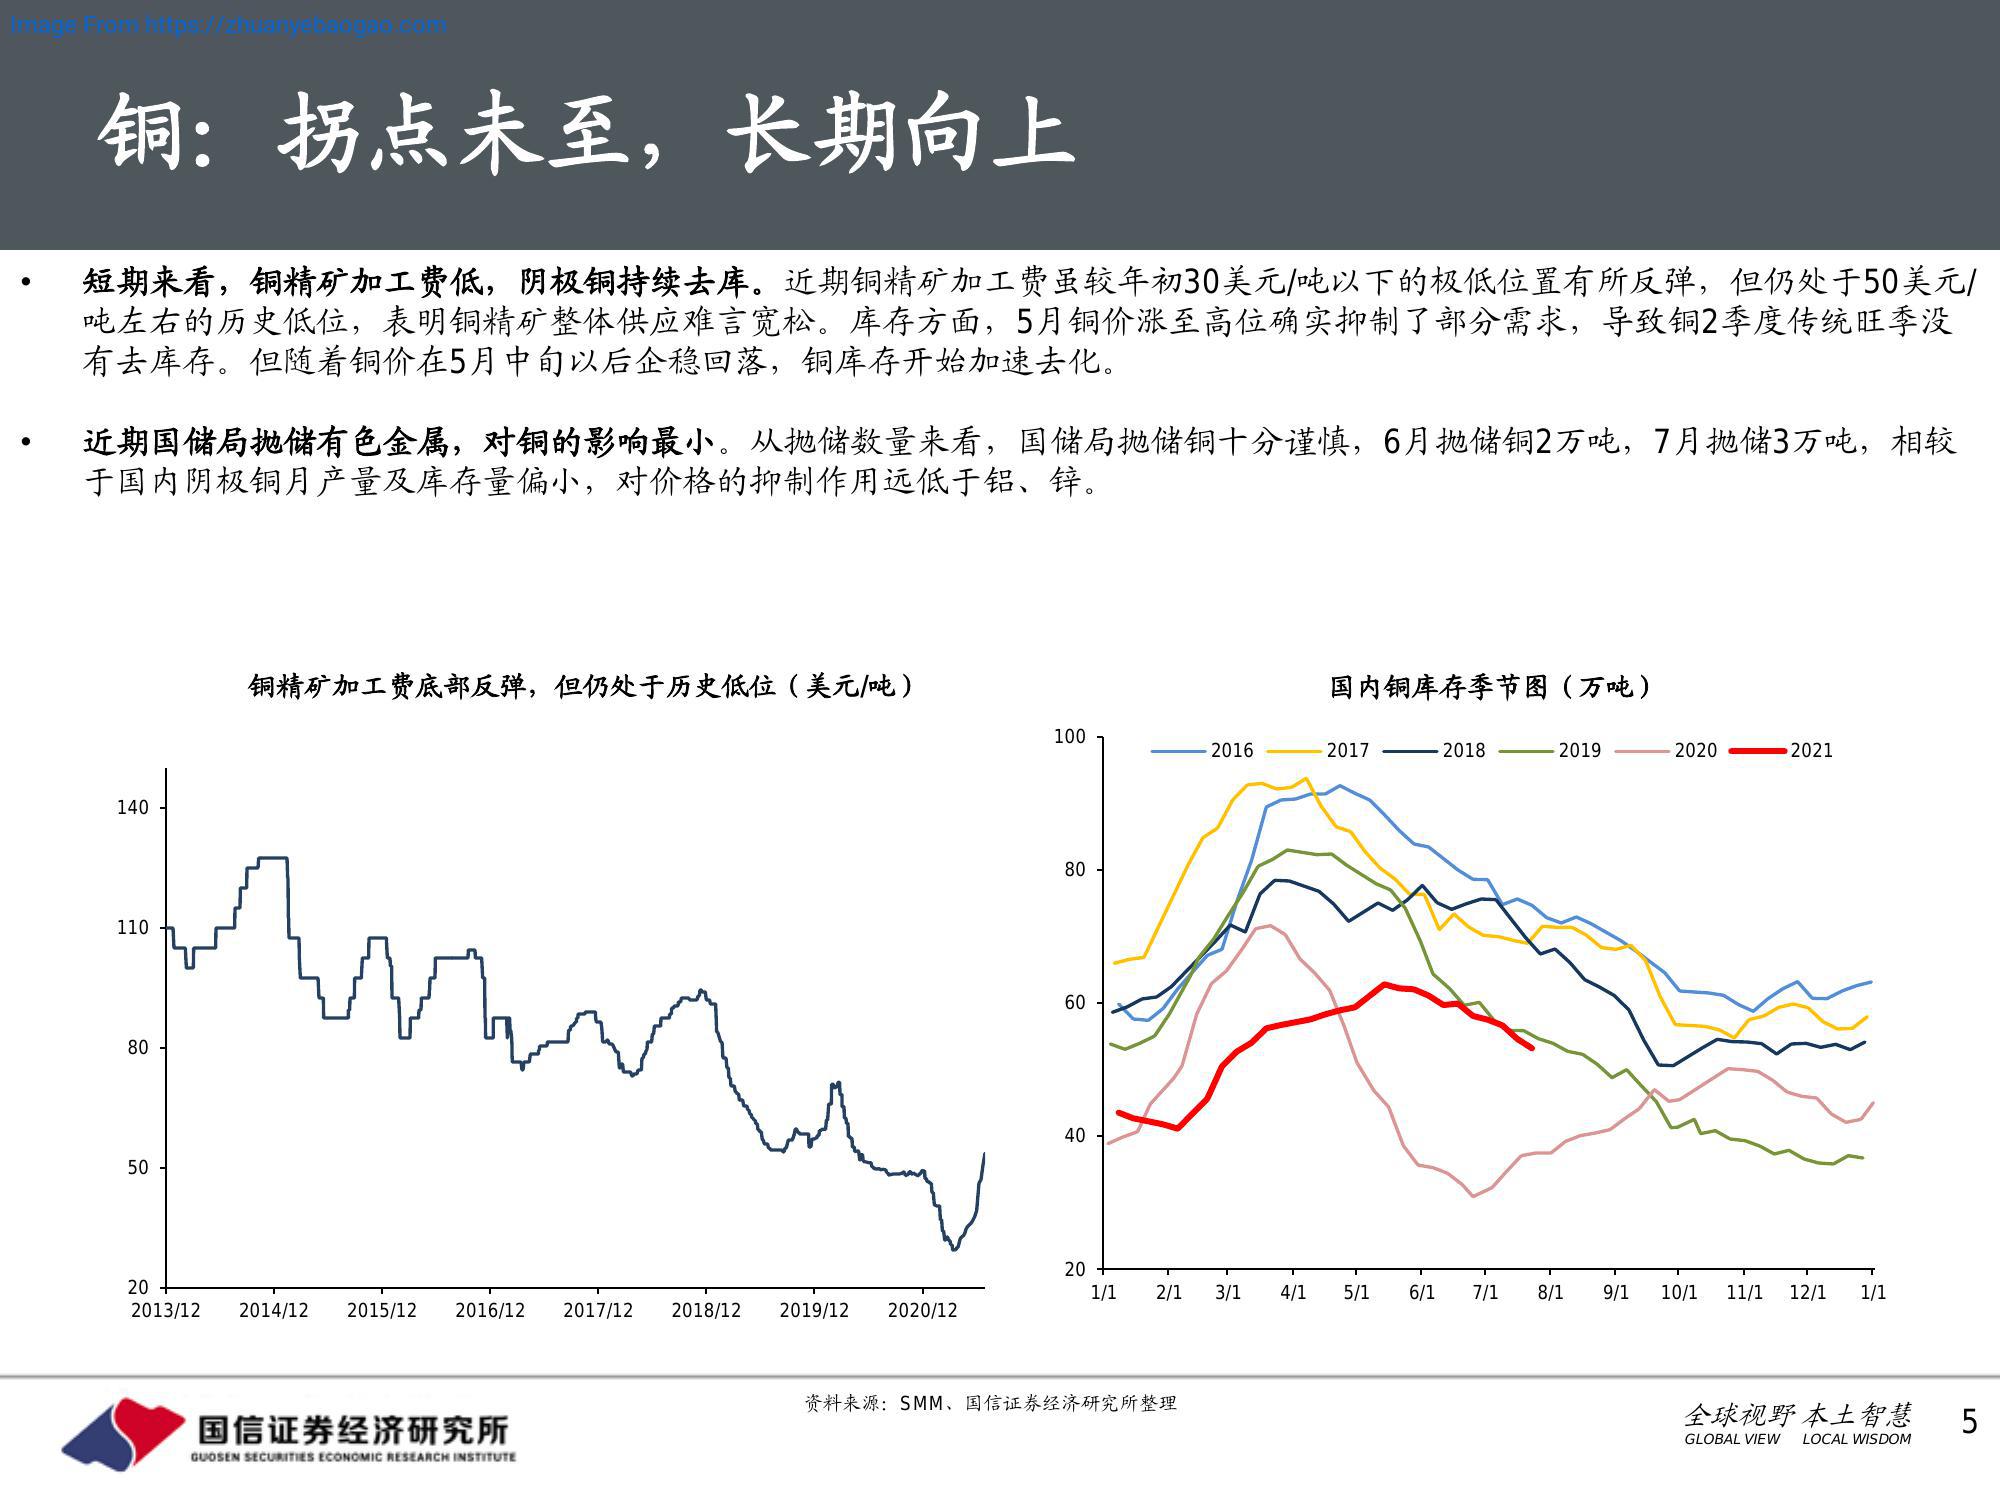 Image From https://zhuanyebaogao.com
铜：拐点未至，长期向上
• 短期来看，铜精矿加工费低，阴极铜持续去库。近期铜精矿加工费虽较年初30美元/吨以下的极低位置有所反弹，但仍处于50美元/
吨左右的历史低位，表明铜精矿整体供应难言宽松。库存方面，5月铜价涨至高位确实抑制了部分需求，导致铜2季度传统旺季没
有去库存。但随着铜价在5月中旬以后企稳回落，铜库存开始加速去化。
• 近期国储局抛储有色金属，对铜的影响最小。从抛储数量来看，国储局抛储铜十分谨慎，6月抛储铜2万吨，7月抛储3万吨，相较
于国内阴极铜月产量及库存量偏小，对价格的抑制作用远低于铝、锌。
铜精矿加工费底部反弹，但仍处于历史低位（美元/吨）
140
110
80
50
20
2013/12 2014/12 2015/12 2016/12 2017/12 2018/12 2019/12 2020/12
国内铜库存季节图（万吨）
2016 2017 2018 2019 2020 2021
100
80
60
40
20
1/1 2/1 3/1 4/1 5/1 6/1 7/1 8/1 9/1 10/1 11/1 12/1 1/1
资料来源：SMM、国信证券经济研究所整理
国信证券经济研究所
GUOSEN SECURITIES ECONOMIC RESEARCH INSTITUTE
全球视野 本土智慧
GLOBAL VIEW LOCAL WISDOM
5